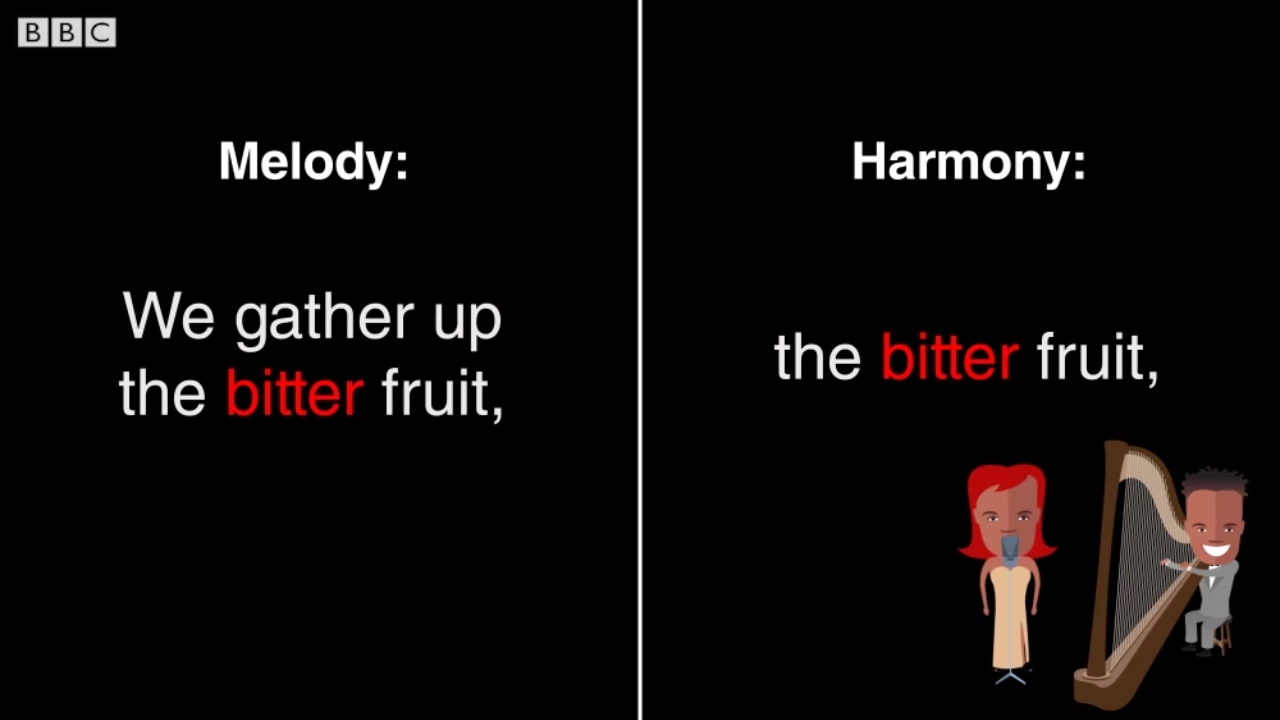 BBC
Melody:
We gather up
the bitter fruit,
Harmony:
the bitter fruit,